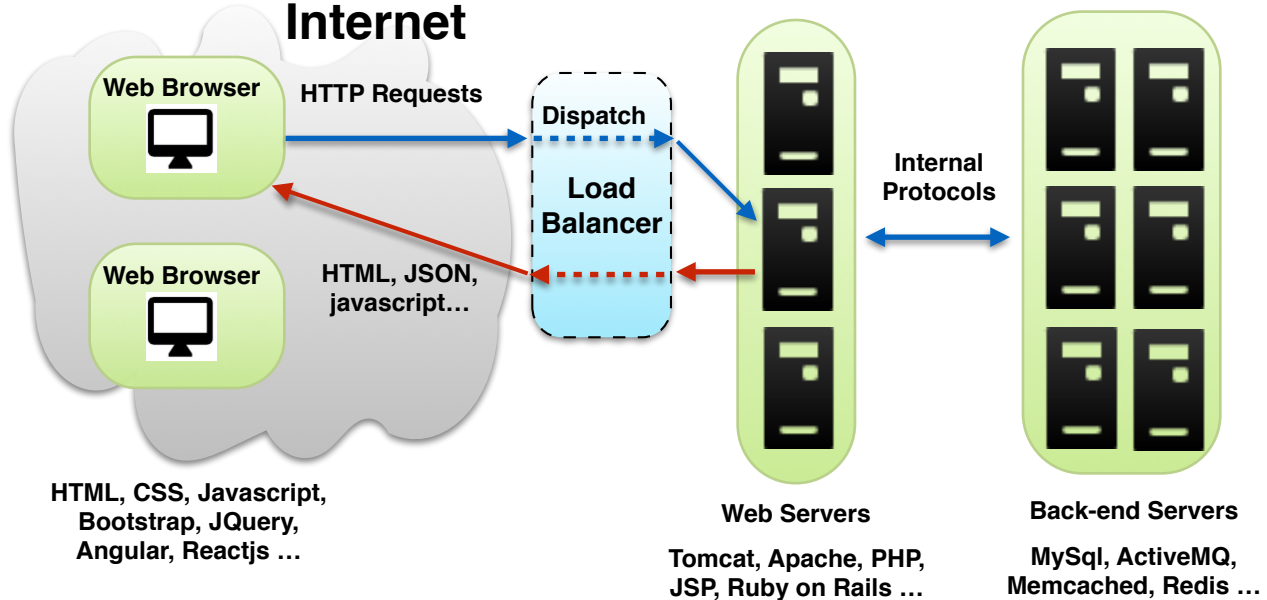 Internet
Web Browser
HTTP Requests
Dispatch
Load
Balancer
Internal
Protocols
Web Browser
HTML, JSON,
javascript…
HTML, CSS, Javascript,
Bootstrap, JQuery,
Angular, Reactjs …
Web Servers
Tomcat, Apache, PHP,
JSP, Ruby on Rails …
Back-end Servers
MySql, ActiveMQ,
Memcached, Redis …